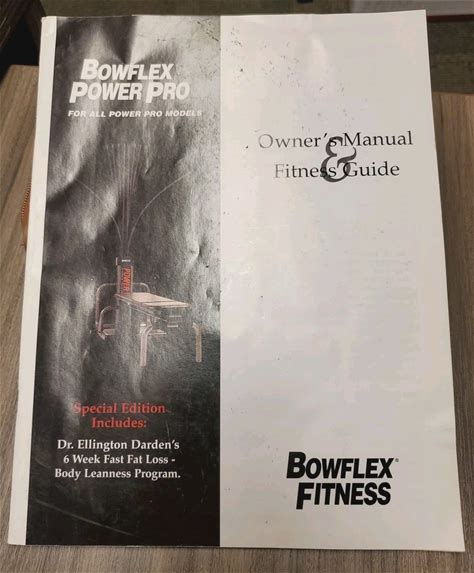 BOWFLEX®
POWER PRO
FOR ALL POWER PRO MODELS
Owner's Manual
&
Fitness Guide
POWER
Special Edition
Includes:
Dr. Ellington Darden's
6 Week Fast Fat Loss -
Body Leanness Program.
BOWFLEX®
FITNESS